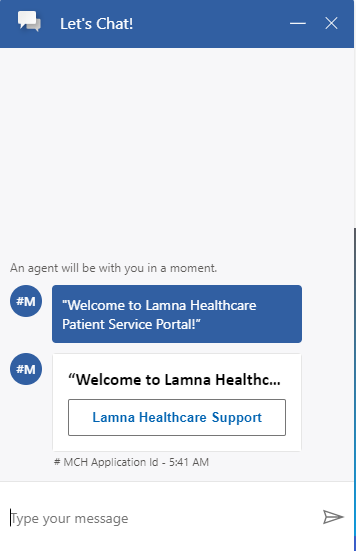 Let's Chat!
An agent will be with you in a moment.
#M
"Welcome to Lamna Healthcare
Patient Service Portal!”
#M
“Welcome to Lamna Healthc...
Lamna Healthcare Support
# MCH Application Id - 5:41 AM
Type your message